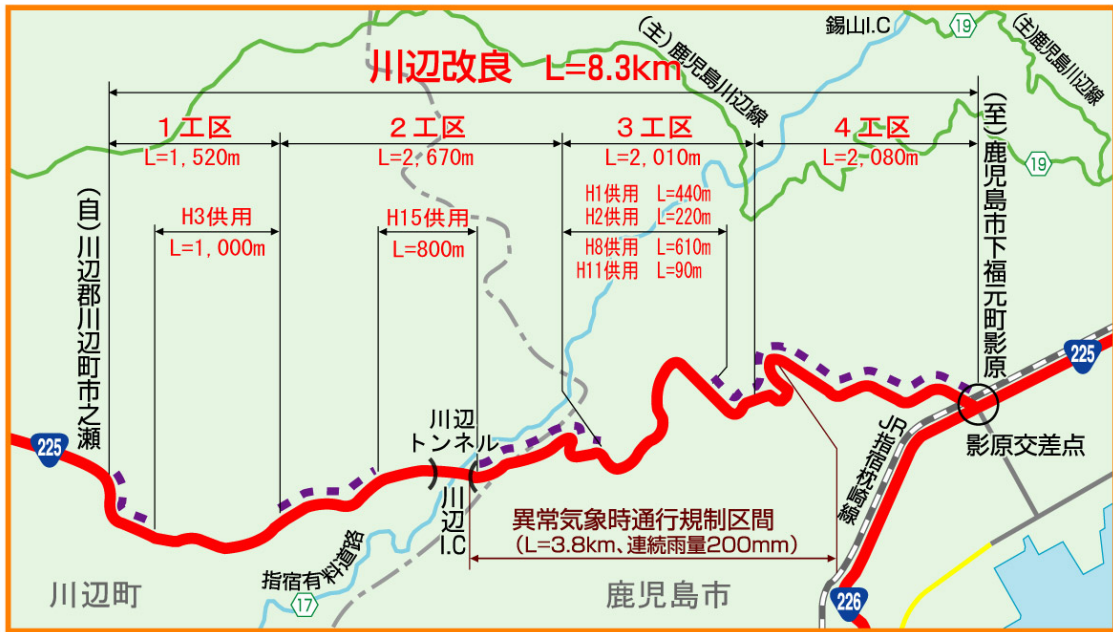 錫山I.C
19
(主)鹿児島川辺線
(主)鹿児島川辺線
川辺改良 L=8.3km
1工区
L=1,520m
2工区
L=2,670m
3工区
L=2,010m
4工区
L=2,080m
19
H3供用
L=1,000m
H15供用
L=800m
H1供用 L=440m
H2供用 L=220m
H8供用 L=610m
H11供用 L=90m
(自)川辺郡川辺町市之瀬
(至)鹿児島市下福元町影原
225
225
川辺
トンネル
川辺I.C
JR指宿枕崎線
影原交差点
異常気象時通行規制区間
(L=3.8km、連続雨量200mm)
指宿有料道路
17
川辺町
鹿児島市
226